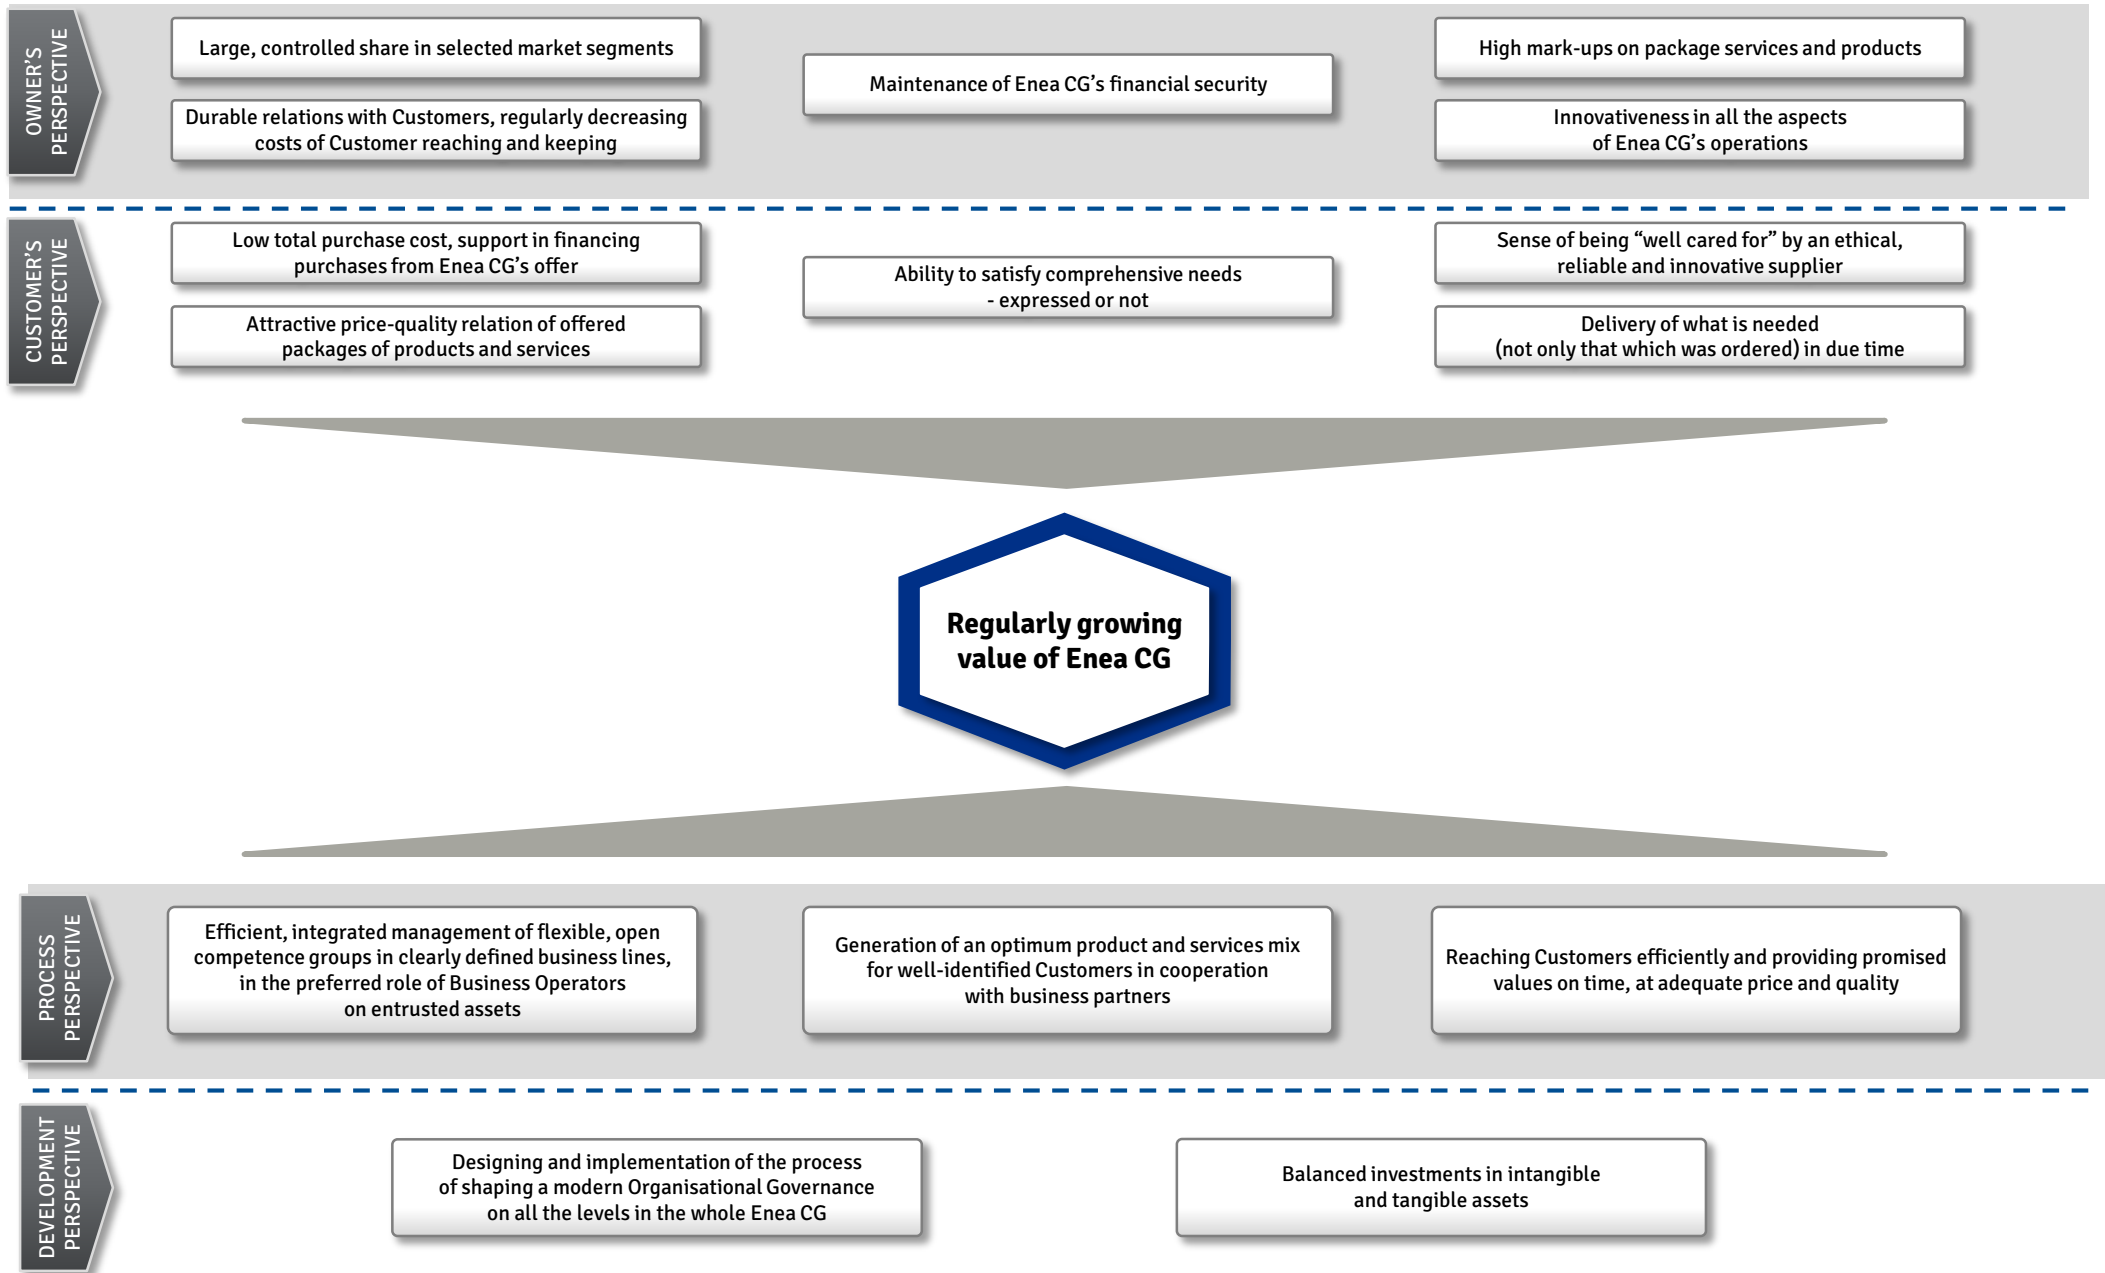 OWNER'S
PERSPECTIVE
Large, controlled share in selected market segments
Durable relations with Customers, regularly decreasing
costs of Customer reaching and keeping
Maintenance of Enea CG's financial security
High mark-ups on package services and products
Innovativeness in all the aspects
of Enea CG's operations
CUSTOMER'S
PERSPECTIVE
Low total purchase cost, support in financing
purchases from Enea CG's offer
Attractive price-quality relation of offered
packages of products and services
Ability to satisfy comprehensive needs
- expressed or not
Sense of being “well cared for” by an ethical,
reliable and innovative supplier
Delivery of what is needed
(not only that which was ordered) in due time
Regularly growing
value of Enea CG
PROCESS
PERSPECTIVE
Efficient, integrated management of flexible, open
competence groups in clearly defined business lines,
in the preferred role of Business Operators
on entrusted assets
Generation of an optimum product and services mix
for well-identified Customers in cooperation
with business partners
Reaching Customers efficiently and providing promised
values on time, at adequate price and quality
DEVELOPMENT
PERSPECTIVE
Designing and implementation of the process
of shaping a modern Organisational Governance
on all the levels in the whole Enea CG
Balanced investments in intangible
and tangible assets